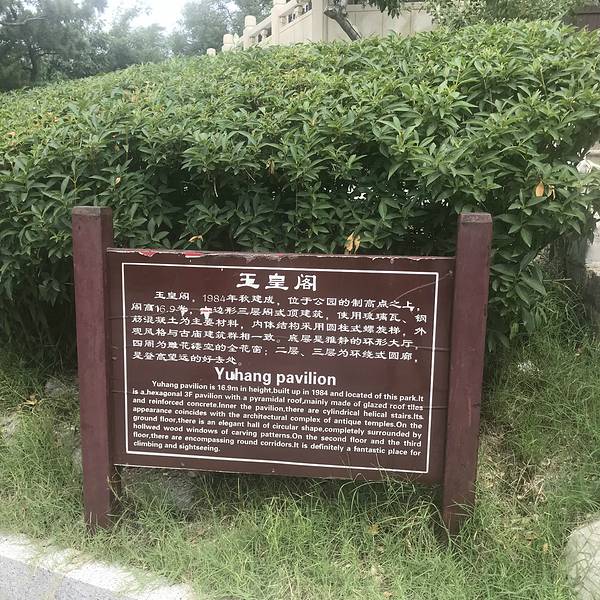 玉皇阁
玉皇阁，1984年秋建成，位于公园的制高点之上，
阁高16.9米，边形三层阁式顶建筑，使用琉璃瓦、钢
筋混凝土为主要材料，内体结构采用圆柱式螺旋梯，外
观风格与古庙建筑群相一致。底层是雅静的环形大厅，
四周为雕花镂空的全花窗；二层、三层为环绕式圆廊，
是登高望远的好去处。
Yuhang pavilion
Yuhang pavilion is 16.9m in height,built up in 1984 and located of this park.It
is a,hexagonal 3F pavilion with a pyramidal roof,mainly made of glazed roof tiles
and reinforced concrete.Inner the pavilion,there are cylindrical helical stairs.Its
appearance coincides with the architectural complex of antique temples.On the
ground floor,there is an elegant hall of circular shape,completely surrounded by
hollwed wood windows of carving patterns.On the second floor and the third
floor,there are encompassing round corridors.It is definitely a fantastic place for
climbing and sightseeing.